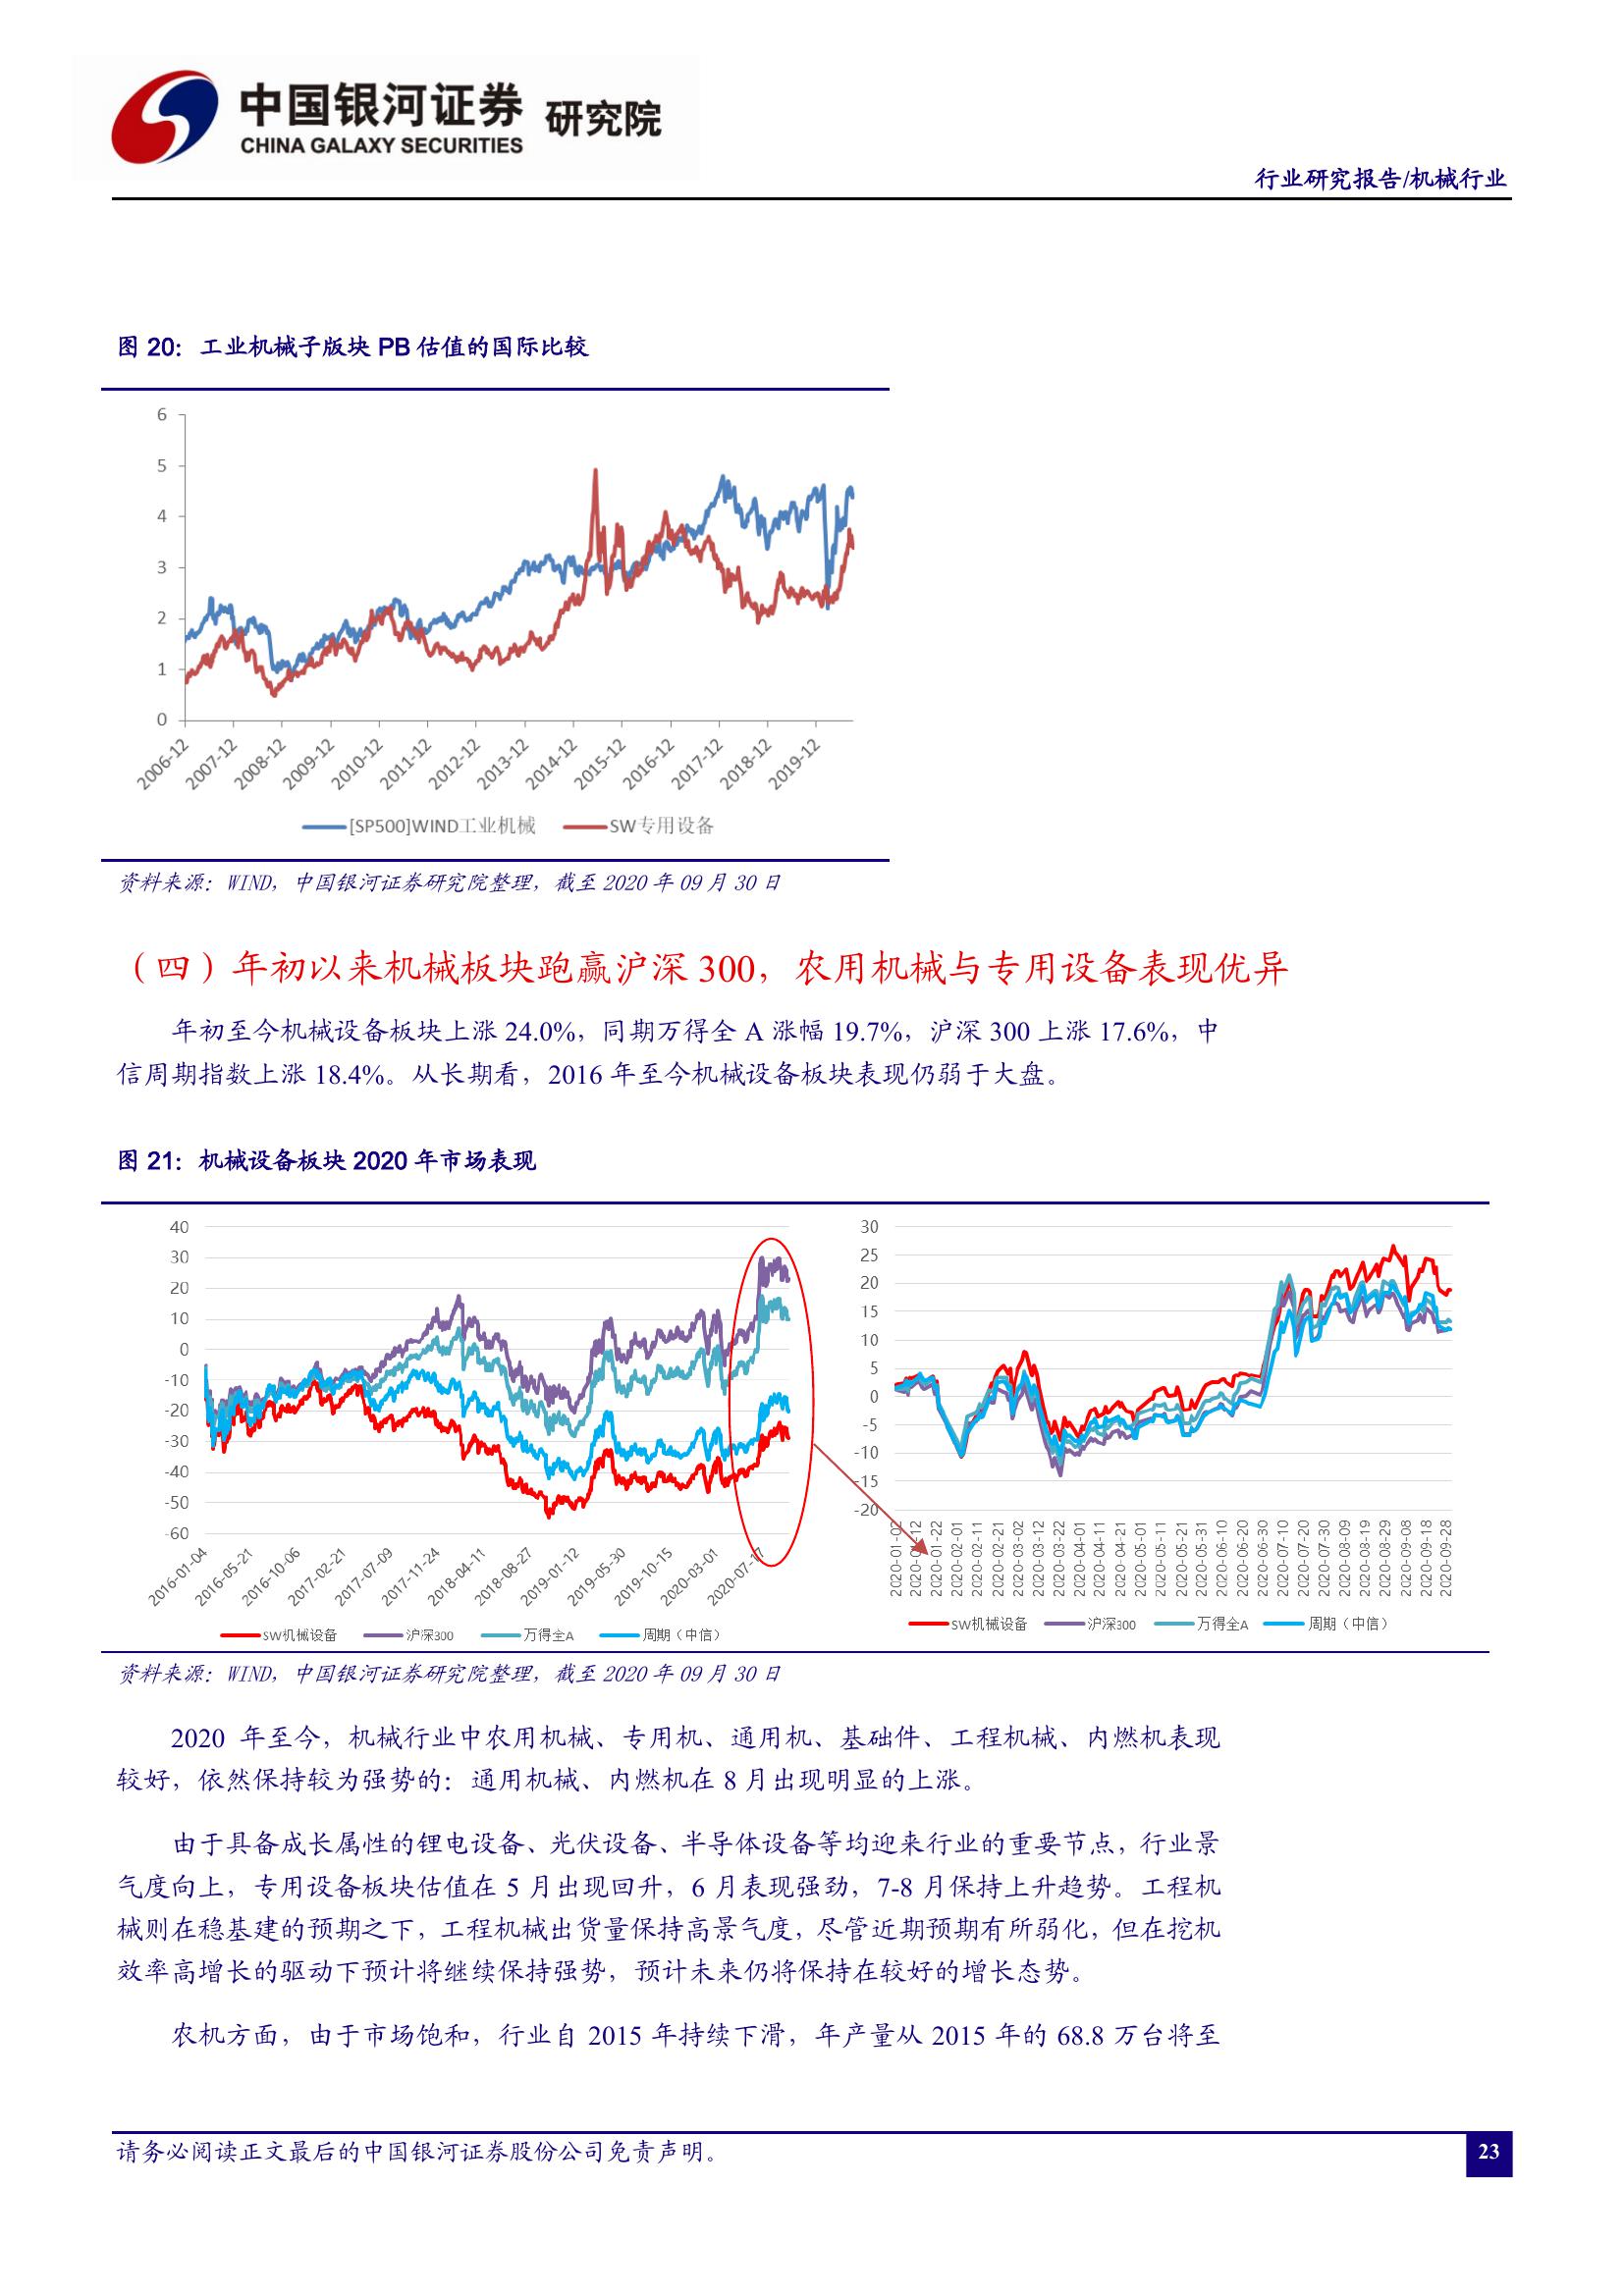 中国银河证券 研究院
CHINA GALAXY SECURITIES
行业研究报告/机械行业
图 20：工业机械子版块 PB 估值的国际比较
6
5
4
3
2
1
0
2006-12 2007-12 2008-12 2009-12 2010-12 2011-12 2012-12 2013-12 2014-12 2015-12 2016-12 2017-12 2018-12 2019-12
[SP500]WIND工业机械 SW专用设备
资料来源：WIND，中国银河证券研究院整理，截至 2020 年 09 月 30 日
（四）年初以来机械板块跑赢沪深 300，农用机械与专用设备表现优异
年初至今机械设备板块上涨 24.0%，同期万得全 A 涨幅 19.7%，沪深 300 上涨 17.6%，中
信周期指数上涨 18.4%。从长期看，2016 年至今机械设备板块表现仍弱于大盘。
图 21：机械设备板块 2020 年市场表现
40
30
20
10
0
-10
-20
-30
-40
-50
-60
2016-01-04 2016-05-21 2016-10-06 2017-02-21 2017-07-09 2017-11-24 2018-04-11 2018-08-27 2019-01-12 2019-05-30 2019-10-15 2020-03-01 2020-07-17
SW机械设备 沪深300 万得全A 周期（中信）
30
25
20
15
10
5
0
-5
-10
-15
-20
2020-01-02 2020-01-12 2020-01-22 2020-02-01 2020-02-11 2020-02-21 2020-03-02 2020-03-12 2020-03-22 2020-04-01 2020-04-11 2020-04-21 2020-05-01 2020-05-11 2020-05-21 2020-05-31 2020-06-10 2020-06-20 2020-06-30 2020-07-10 2020-07-20 2020-07-30 2020-08-09 2020-08-19 2020-08-29 2020-09-08 2020-09-18 2020-09-28
SW机械设备 沪深300 万得全A 周期（中信）
资料来源：WIND，中国银河证券研究院整理，截至 2020 年 09 月 30 日
2020 年至今，机械行业中农用机械、专用机、通用机、基础件、工程机械、内燃机表现
较好，依然保持较为强势的：通用机械、内燃机在 8 月出现明显的上涨。
由于具备成长属性的锂电设备、光伏设备、半导体设备等均迎来行业的重要节点，行业景
气度向上，专用设备板块估值在 5 月出现回升，6 月表现强劲，7-8 月保持上升趋势。工程机
械则在稳基建的预期之下，工程机械出货量保持高景气度，尽管近期预期有所弱化，但在挖机
效率高增长的驱动下预计将继续保持强势，预计未来仍将保持在较好的增长态势。
农机方面，由于市场饱和，行业自 2015 年持续下滑，年产量从 2015 年的 68.8 万台将至
请务必阅读正文最后的中国银河证券股份公司免责声明。
23